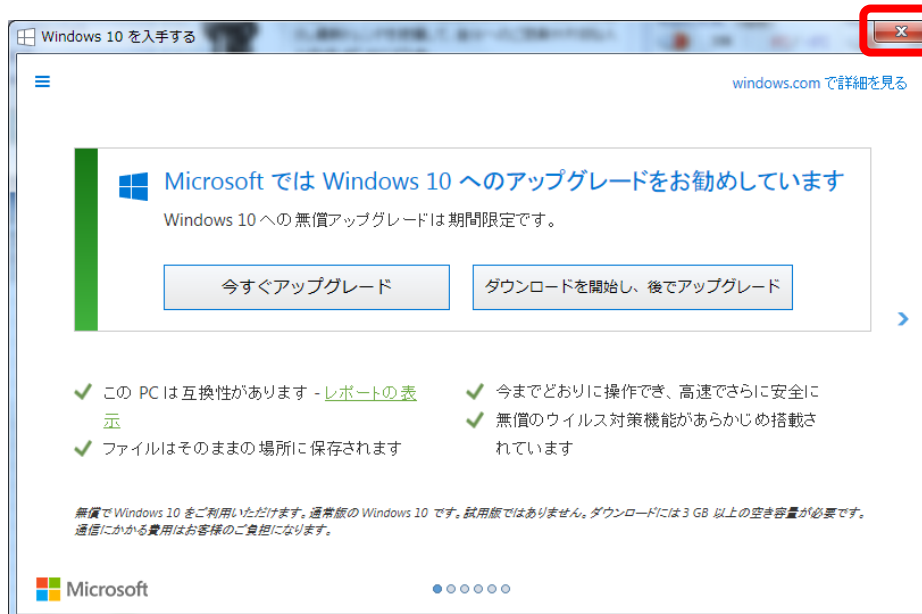 Windows 10 を入手する
windows.com で詳細を見る
Microsoft では Windows 10 へのアップグレードをお勧めしています
Windows 10 への無償アップグレードは期間限定です。
今すぐアップグレード
ダウンロードを開始し、後でアップグレード
この PC は互換性があります - レポートの表
示
ファイルはそのままの場所に保存されます
今までどおりに操作でき、高速でさらに安全に
無償のウイルス対策機能があらかじめ搭載さ
れています
無償で Windows 10 をご利用いただけます。通常版の Windows 10 です。試用版ではありません。ダウンロードには 3 GB 以上の空き容量が必要です。
通信にかかる費用はお客様のご負担になります。
Microsoft